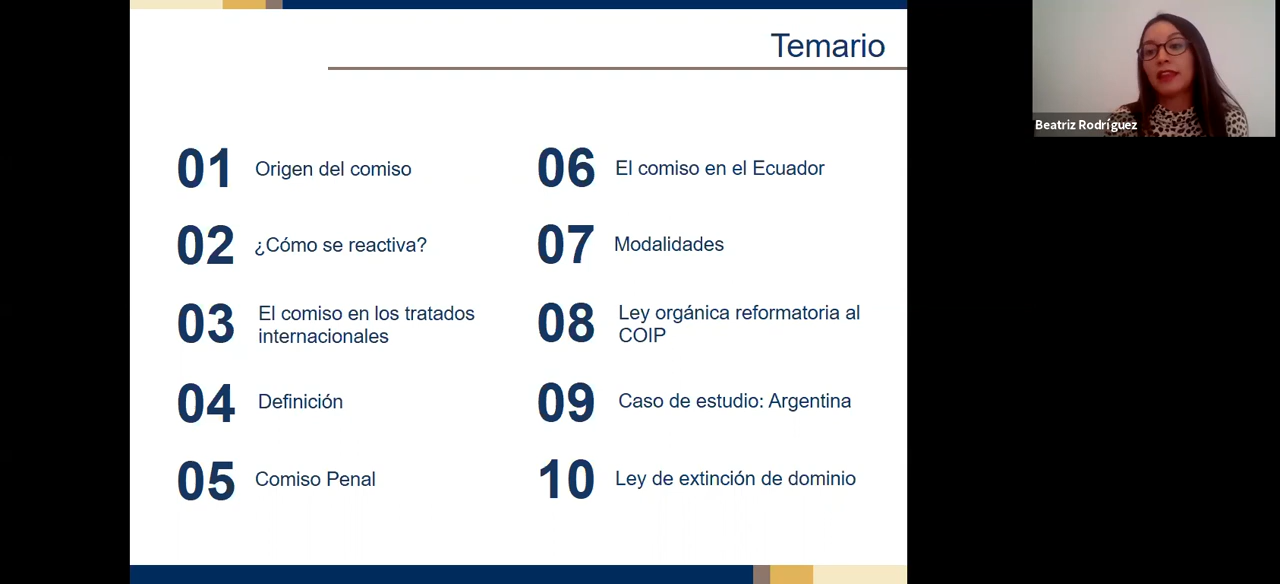 Temario
01 Origen del comiso
02 ¿Cómo se reactiva?
03 El comiso en los tratados
internacionales
04 Definición
05 Comiso Penal
06 El comiso en el Ecuador
07 Modalidades
08 Ley orgánica reformatoria al
COIP
09 Caso de estudio: Argentina
10 Ley de extinción de dominio
Beatriz Rodríguez